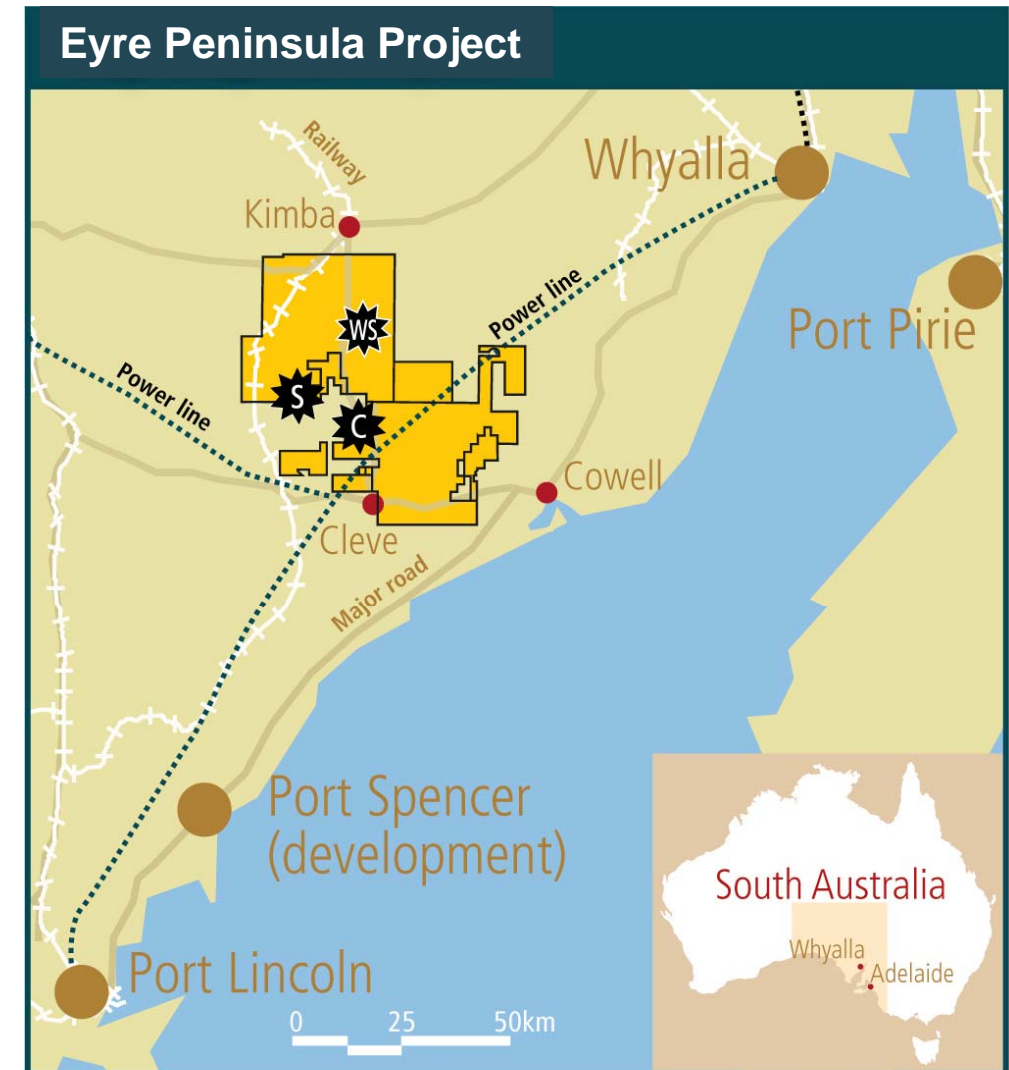 Eyre Peninsula Project
Railway
Whyalla
Kimba
Power line
Port Pirie
WS
Power line
S
C
Cowell
Cleve
Major road
Port Spencer
(development)
South Australia
Whyalla
Adelaide
Port Lincoln
0 25 50km